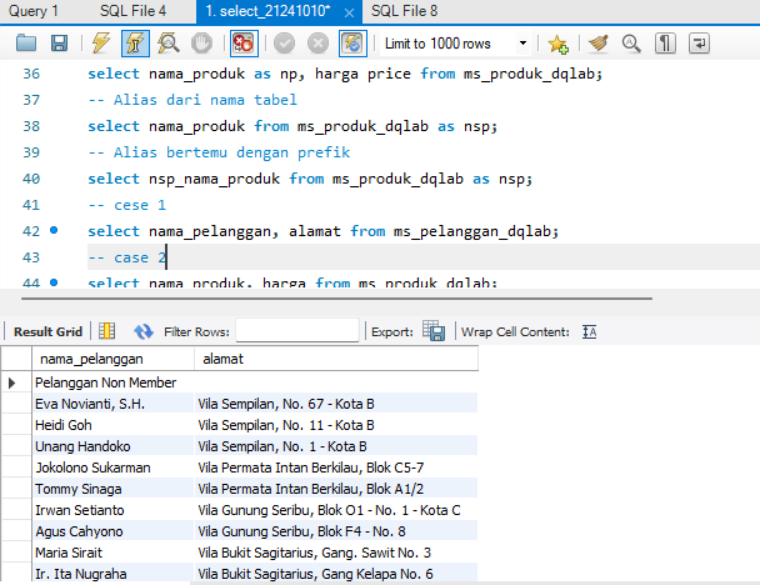 Query 1 SQL File 4 1. select_21241010* × SQL File 8
Limit to 1000 rows
36 select nama_produk as np, harga price from ms_produk_dqlab;
37 -- Alias dari nama tabel
38 select nama_produk from ms_produk_dqlab as nsp;
39 -- Alias bertemu dengan prefik
40 select nsp_nama_produk from ms_produk_dqlab as nsp;
41 -- cese 1
42 select nama_pelanggan, alamat from ms_pelanggan_dqlab;
43 -- case 2
44 select nama_produk, harga from ms_produk_dqlab;
Result Grid Filter Rows: Export: Wrap Cell Content:
nama_pelanggan alamat
Pelanggan Non Member
Eva Novianti, S.H. Vila Sempilan, No. 67 - Kota B
Heidi Goh Vila Sempilan, No. 11 - Kota B
Unang Handoko Vila Sempilan, No. 1 - Kota B
Jokolono Sukarman Vila Permata Intan Berkilau, Blok C5-7
Tommy Sinaga Vila Permata Intan Berkilau, Blok A1/2
Irwan Setianto Vila Gunung Seribu, Blok O1 - No. 1 - Kota C
Agus Cahyono Vila Gunung Seribu, Blok F4 - No. 8
Maria Sirait Vila Bukit Sagitarius, Gang. Sawit No. 3
Ir. Ita Nugraha Vila Bukit Sagitarius, Gang Kelapa No. 6